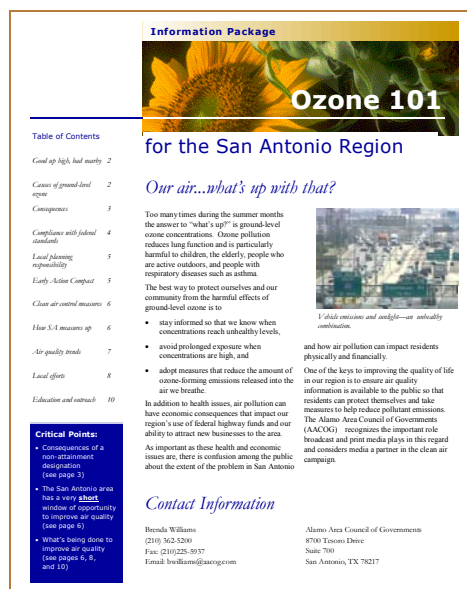 Information Package
Ozone 101
for the San Antonio Region
Table of Contents
Good up high, bad nearby 2
Causes of ground-level 2
ozone
Consequences 3
Compliance with federal 4
standards
Local planning 5
responsibility
Early Action Compact 5
Clean air control measures 6
How SA measures up 6
Air quality trends 7
Local efforts 8
Education and outreach 10
Critical Points:
• Consequences of a
non-attainment
designation
(see page 3)
• The San Antonio area
has a very short
window of opportunity
to improve air quality
(see page 6)
• What's being done to
improve air quality
(see pages 6, 8,
and 10)
Our air...what's up with that?
Too many times during the summer months
the answer to "what's up?" is ground-level
ozone concentrations. Ozone pollution
reduces lung function and is particularly
harmful to children, the elderly, people who
are active outdoors, and people with
respiratory diseases such as asthma.
The best way to protect ourselves and our
community from the harmful effects of
ground-level ozone is to
• stay informed so that we know when
concentrations reach unhealthy levels,
• avoid prolonged exposure when
concentrations are high, and
• adopt measures that reduce the amount of
ozone-forming emissions released into the
air we breathe.
In addition to health issues, air pollution can
have economic consequences that impact our
region's use of federal highway funds and our
ability to attract new businesses to the area.
As important as these health and economic
issues are, there is confusion among the public
about the extent of the problem in San Antonio
Vehicle emissions and sunlight—an unhealthy
combination.
and how air pollution can impact residents
physically and financially.
One of the keys to improving the quality of life
in our region is to ensure air quality
information is available to the public so that
residents can protect themselves and take
measures to help reduce pollutant emissions.
The Alamo Area Council of Governments
(AACOG) recognizes the important role
broadcast and print media plays in this regard
and considers media a partner in the clean air
campaign.
Contact Information
Brenda Williams
(210) 362-5200
Fax: (210)225-5937
Email: bwilliams@aacog.com
Alamo Area Council of Governments
8700 Tesoro Drive
Suite 700
San Antonio, TX 78217